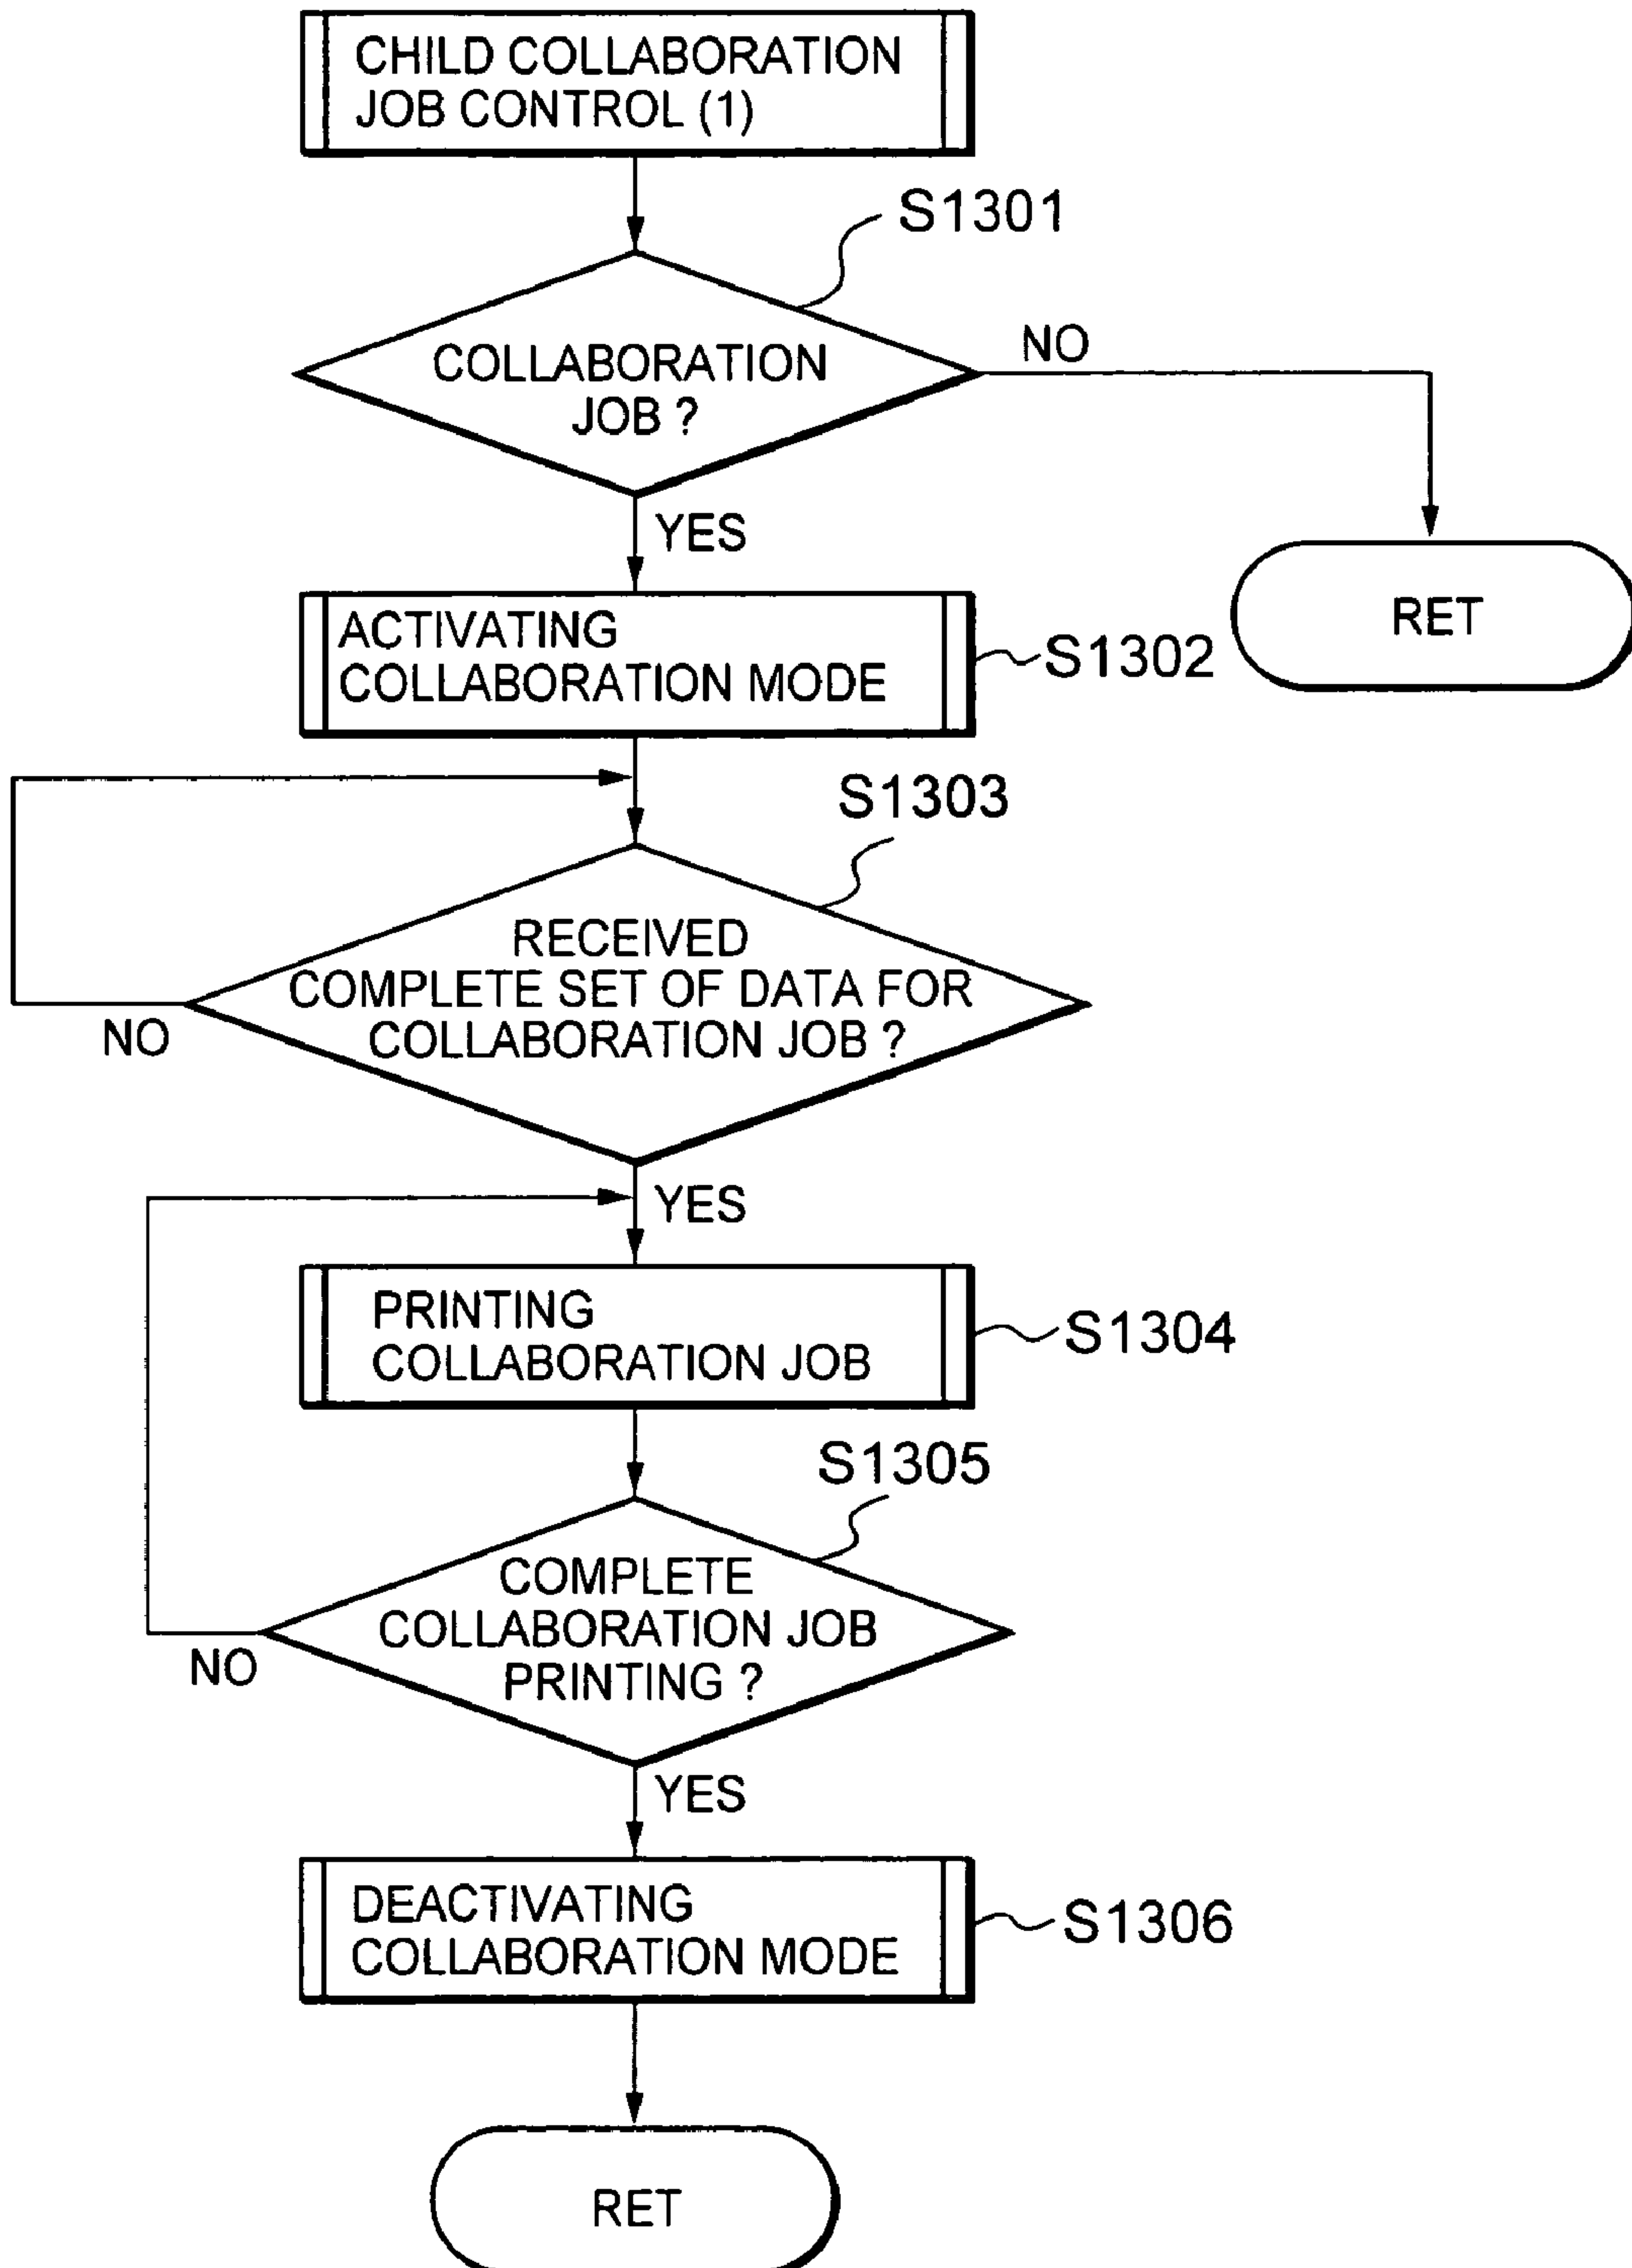 CHILD COLLABORATION
JOB CONTROL (1)
S1301
COLLABORATION
JOB ?
NO
YES
RET
ACTIVATING
COLLABORATION MODE
S1302
S1303
RECEIVED
COMPLETE SET OF DATA FOR
COLLABORATION JOB ?
NO
YES
PRINTING
COLLABORATION JOB
S1304
S1305
COMPLETE
COLLABORATION JOB
PRINTING ?
NO
YES
DEACTIVATING
COLLABORATION MODE
S1306
RET